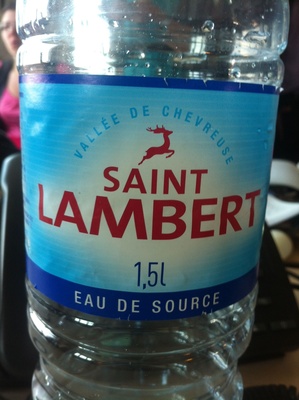 VALLÉE DE CHEVREUSE
SAINT
LAMBERT
1,5L
EAU DE SOURCE